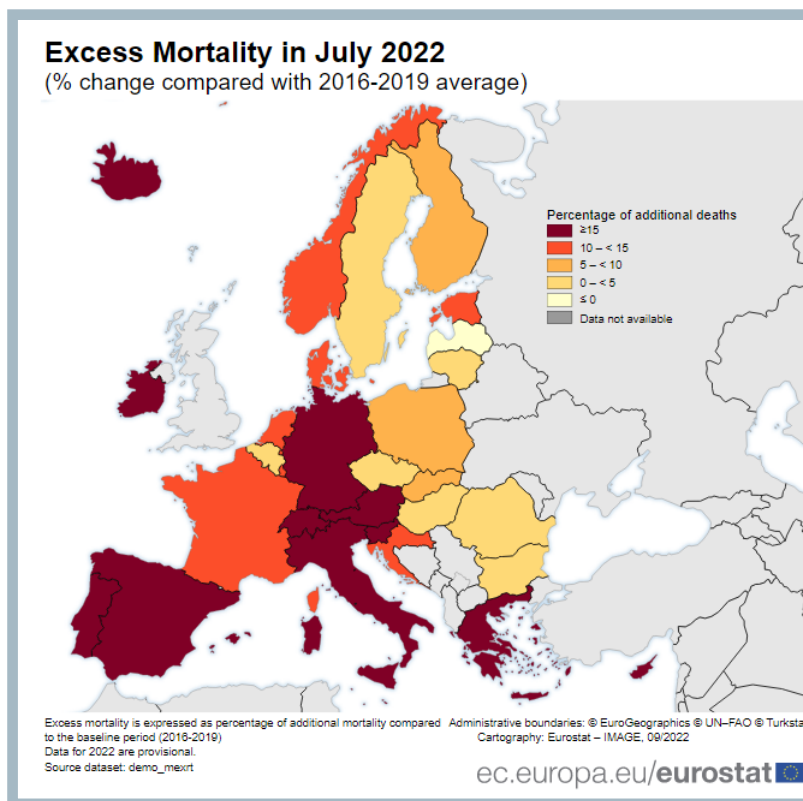 Excess Mortality in July 2022
(% change compared with 2016-2019 average)
Percentage of additional deaths
≥15
10 – < 15
5 – < 10
0 – < 5
≤ 0
Data not available
Excess mortality is expressed as percentage of additional mortality compared
to the baseline period (2016-2019)
Data for 2022 are provisional.
Source dataset: demo_mexrt
Administrative boundaries: © EuroGeographics © UN–FAO © Turksta
Cartography: Eurostat – IMAGE, 09/2022
ec.europa.eu/eurostat